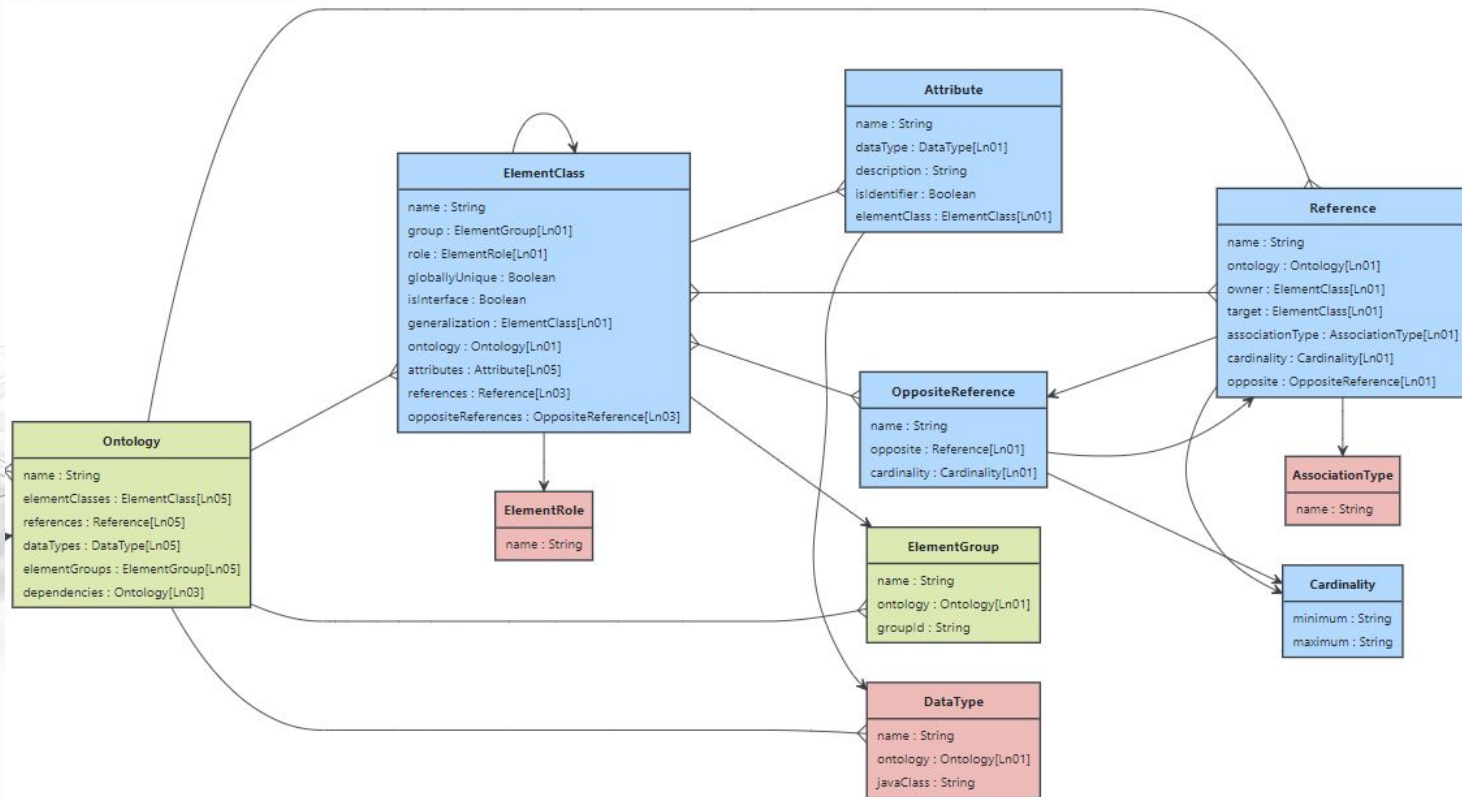 Attribute
name : String
dataType : DataType[Ln01]
description : String
isIdentifier : Boolean
elementClass : ElementClass[Ln01]
ElementClass
name : String
group : ElementGroup[Ln01]
role : ElementRole[Ln01]
globallyUnique : Boolean
isInterface : Boolean
generalization : ElementClass[Ln01]
ontology : Ontology[Ln01]
attributes : Attribute[Ln05]
references : Reference[Ln03]
oppositeReferences : OppositeReference[Ln03]
Reference
name : String
ontology : Ontology[Ln01]
owner : ElementClass[Ln01]
target : ElementClass[Ln01]
associationType : AssociationType[Ln01]
cardinality : Cardinality[Ln01]
opposite : OppositeReference[Ln01]
OppositeReference
name : String
opposite : Reference[Ln01]
cardinality : Cardinality[Ln01]
Ontology
name : String
elementClasses : ElementClass[Ln05]
references : Reference[Ln05]
dataTypes : DataType[Ln05]
elementGroups : ElementGroup[Ln05]
dependencies : Ontology[Ln03]
ElementRole
name : String
AssociationType
name : String
ElementGroup
name : String
ontology : Ontology[Ln01]
groupId : String
Cardinality
minimum : String
maximum : String
DataType
name : String
ontology : Ontology[Ln01]
javaClass : String